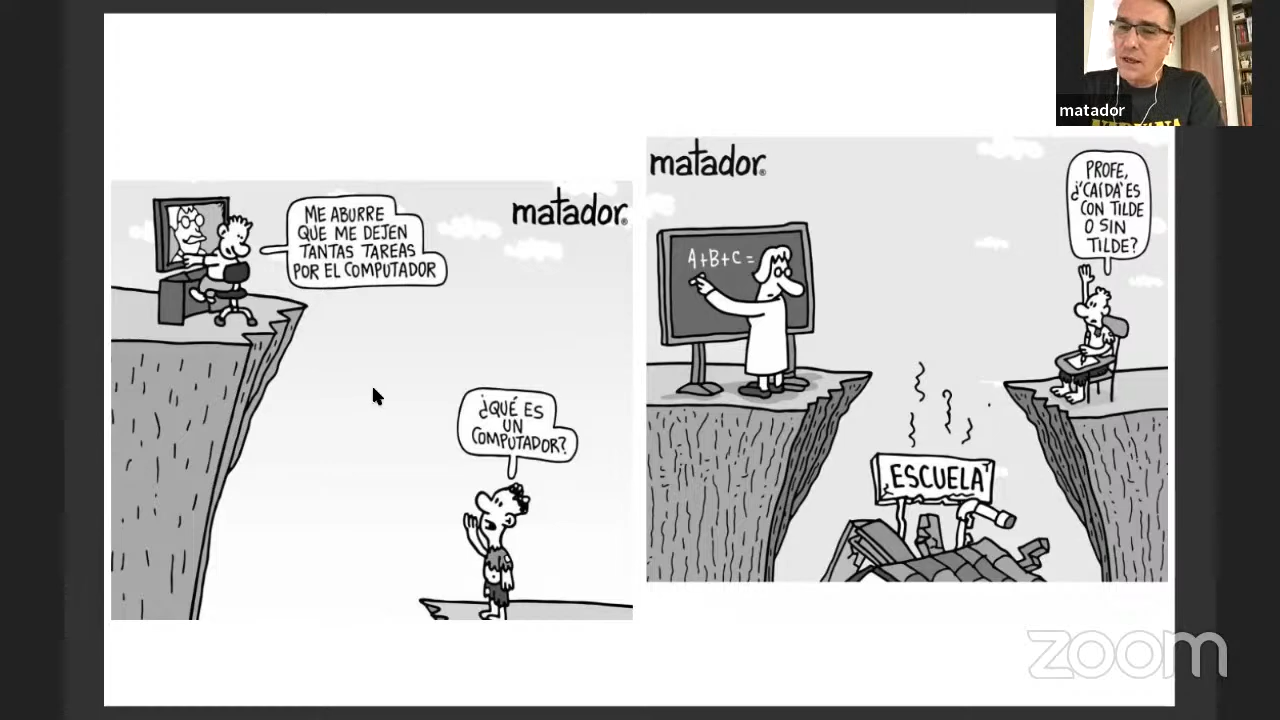 matador
matador®
ME ABURRE
QUE ME DEJEN
TANTAS TAREAS
POR EL COMPUTADOR
¿QUÉ ES
UN
COMPUTADOR?
matador®
A+B+C=
PROFE,
¿'CAÍDA' ES
CON TILDE
O SIN
TILDE?
ESCUELA
zoom